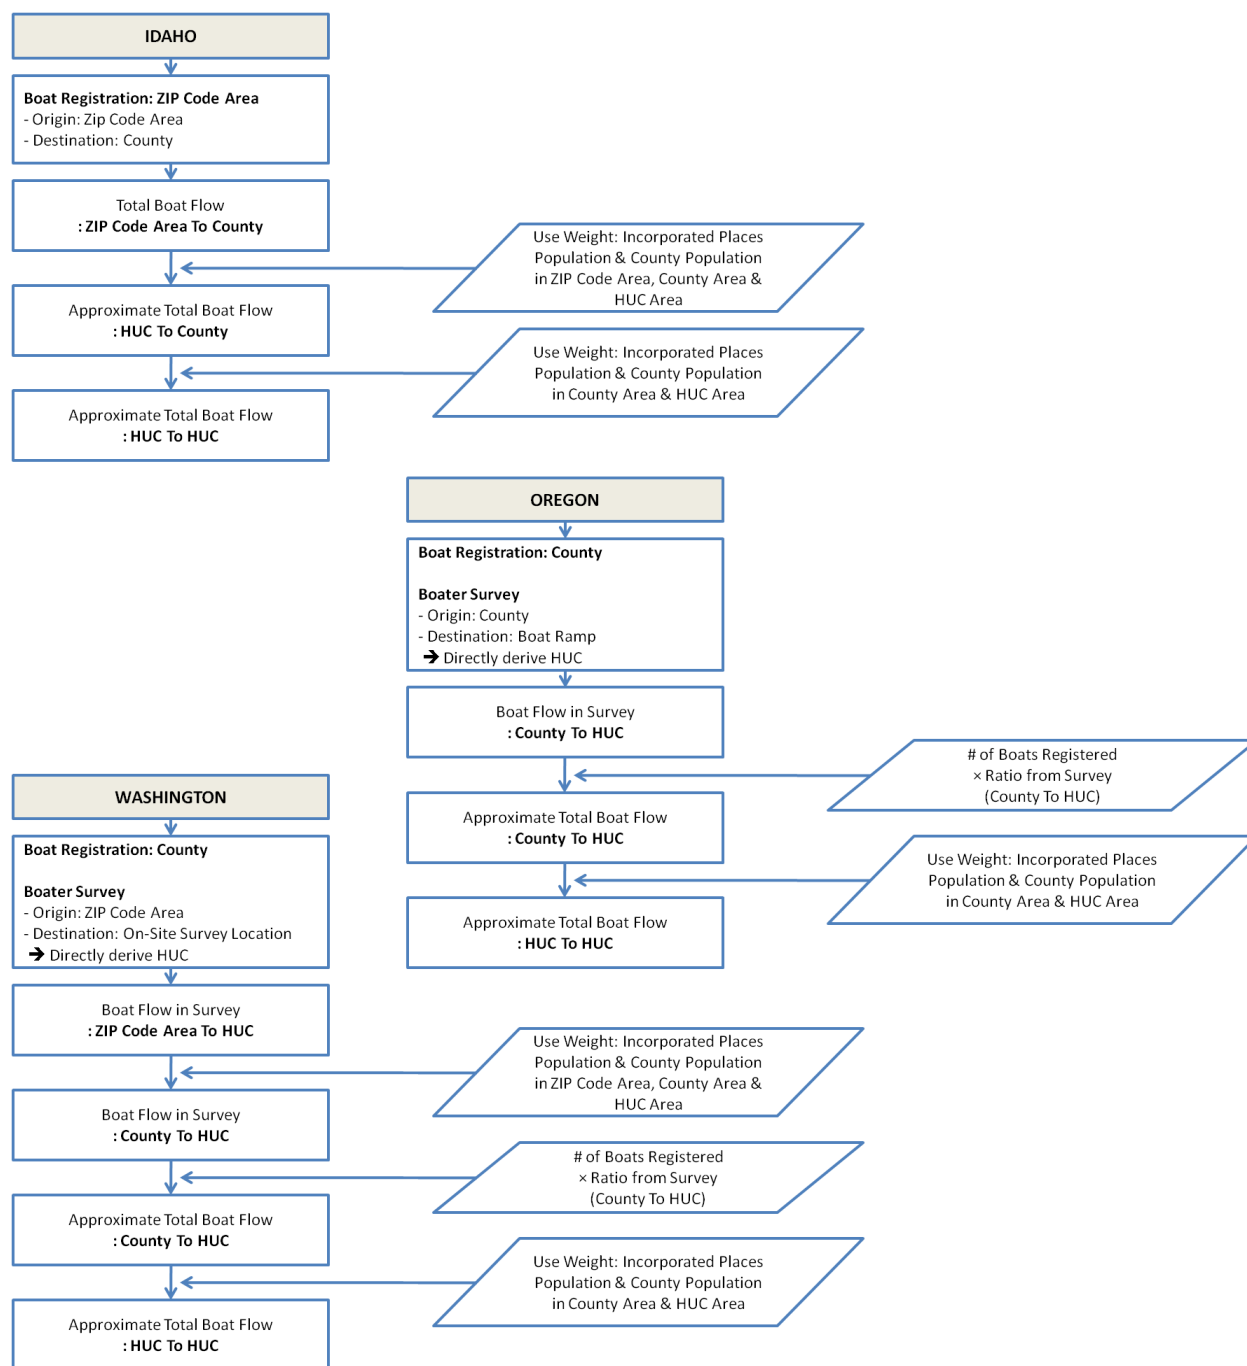 IDAHO
Boat Registration: ZIP Code Area
- Origin: Zip Code Area
- Destination: County
Total Boat Flow
: ZIP Code Area To County
Use Weight: Incorporated Places
Population & County Population
in ZIP Code Area, County Area &
HUC Area
Approximate Total Boat Flow
: HUC To County
Use Weight: Incorporated Places
Population & County Population
in County Area & HUC Area
Approximate Total Boat Flow
: HUC To HUC
OREGON
Boat Registration: County
Boater Survey
- Origin: County
- Destination: Boat Ramp
➔ Directly derive HUC
Boat Flow in Survey
: County To HUC
# of Boats Registered
× Ratio from Survey
(County To HUC)
Approximate Total Boat Flow
: County To HUC
Use Weight: Incorporated Places
Population & County Population
in County Area & HUC Area
Approximate Total Boat Flow
: HUC To HUC
WASHINGTON
Boat Registration: County
Boater Survey
- Origin: ZIP Code Area
- Destination: On-Site Survey Location
➔ Directly derive HUC
Boat Flow in Survey
: ZIP Code Area To HUC
Use Weight: Incorporated Places
Population & County Population
in ZIP Code Area, County Area &
HUC Area
Boat Flow in Survey
: County To HUC
# of Boats Registered
× Ratio from Survey
(County To HUC)
Approximate Total Boat Flow
: County To HUC
Use Weight: Incorporated Places
Population & County Population
in County Area & HUC Area
Approximate Total Boat Flow
: HUC To HUC